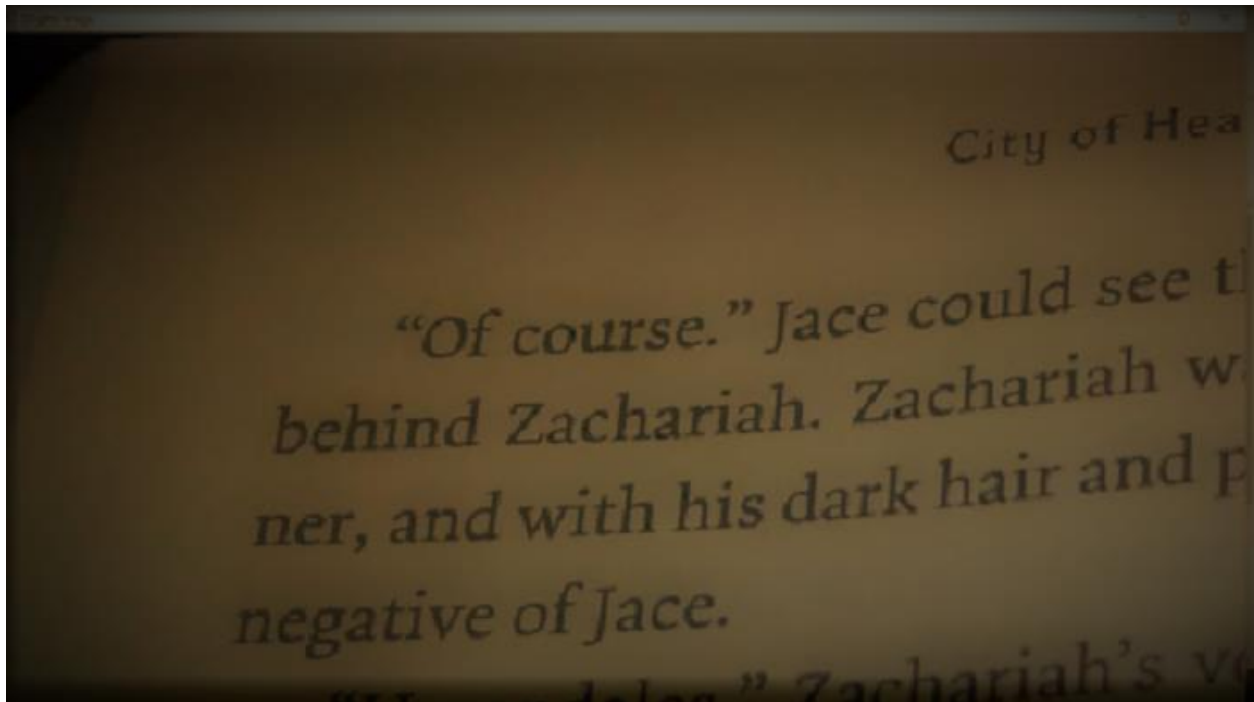 City of Hea
“Of course.” Jace could see t
behind Zachariah. Zachariah w
ner, and with his dark hair and p
negative of Jace.
Zachariah’s v